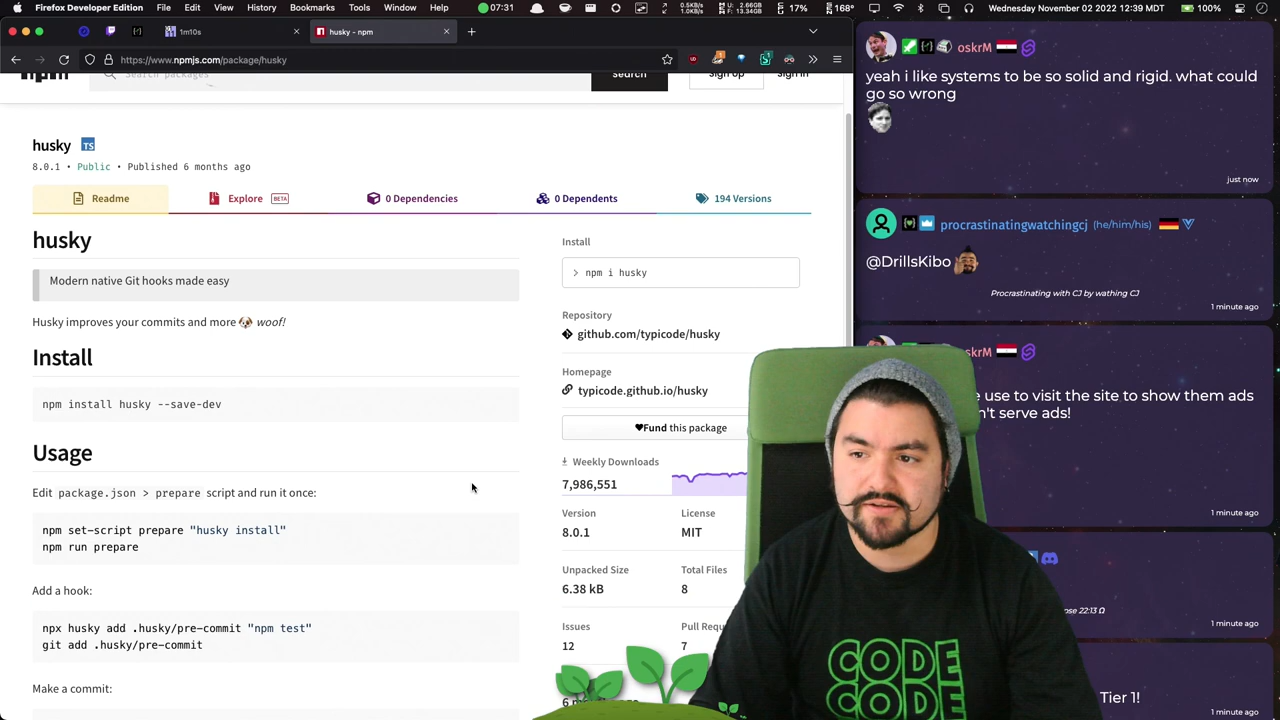 Firefox Developer Edition File Edit View History Bookmarks Tools Window Help 07:31 Wednesday November 02 2022 12:39 MDT 100%
1m10s
husky - npm
https://www.npmjs.com/package/husky
npm
Search packages
Search
Sign Up
Sign In
husky TS
8.0.1 • Public • Published 6 months ago
Readme
Explore BETA
0 Dependencies
0 Dependents
194 Versions
husky
Modern native Git hooks made easy
Husky improves your commits and more 🐶 woof!
Install
npm install husky --save-dev
Usage
Edit package.json > prepare script and run it once:
npm set-script prepare "husky install"
npm run prepare
Add a hook:
npx husky add .husky/pre-commit "npm test"
git add .husky/pre-commit
Make a commit:
Install
> npm i husky
Repository
github.com/typicode/husky
Homepage
typicode.github.io/husky
♥Fund this package
Weekly Downloads
7,986,551
Version
8.0.1
License
MIT
Unpacked Size
6.38 kB
Total Files
8
Issues
12
Pull Requ
7
oskrM
yeah i like systems to be so solid and rigid. what could
go so wrong
just now
procrastinatingwatchingcj (he/him/his)
@DrillsKibo
Procrastinating with CJ by wathing CJ
1 minute ago
skrM
use to visit the site to show them ads
n't serve ads!
1 minute ago
22:13 Ω
1 minute ago
Tier 1!
1 minute ago
CODE
CODE